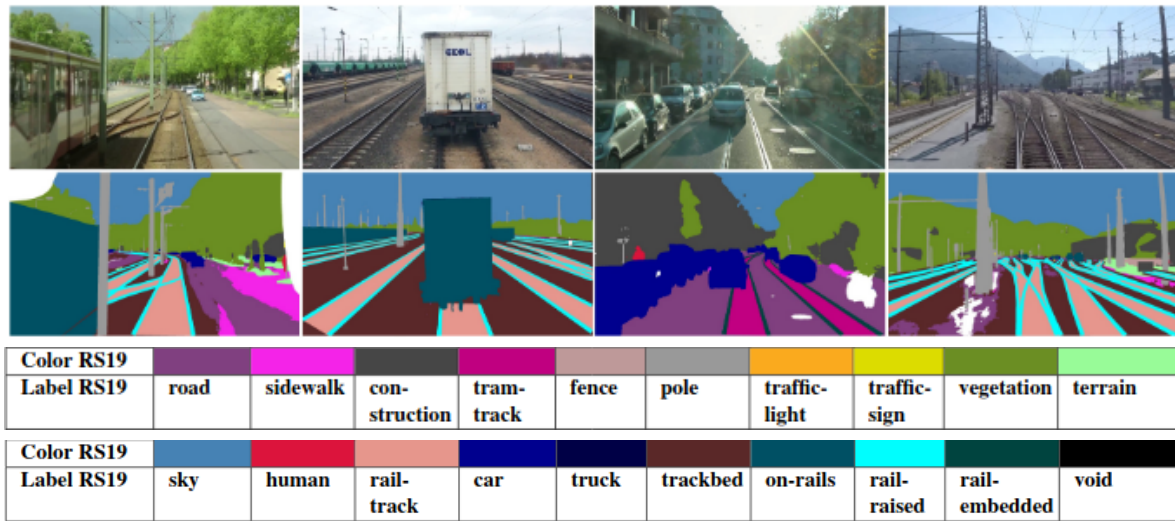 GEOL
Color RS19
Label RS19 road sidewalk con-struction tram-track fence pole traffic-light traffic-sign vegetation terrain
Color RS19
Label RS19 sky human rail-track car truck trackbed on-rails rail-raised rail-embedded void